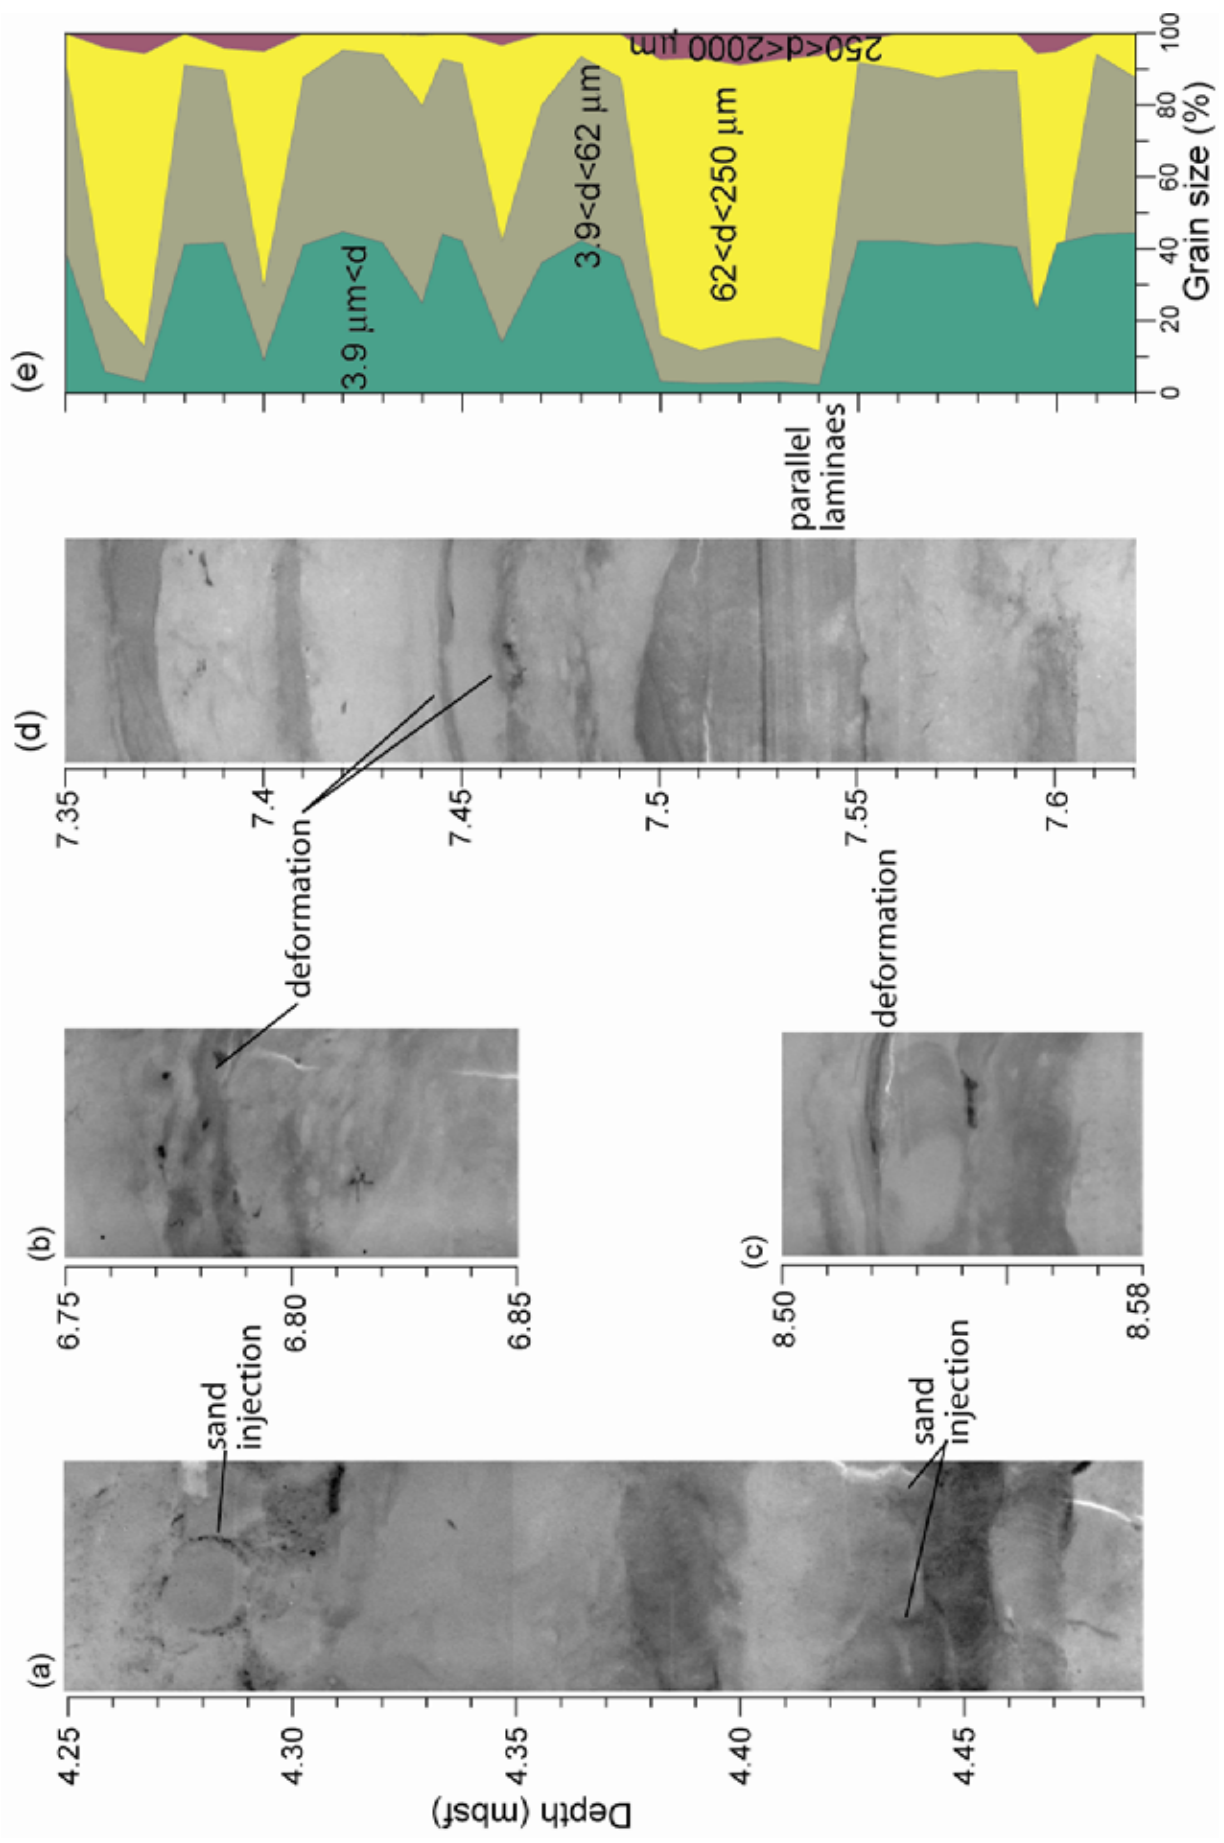 (a)
4.25
4.30
4.35
4.40
4.45
Depth (mbsf)
sand
injection
sand
injection
(b)
6.75
6.80
6.85
deformation
(c)
8.50
8.58
deformation
(d)
7.35
7.4
7.45
7.5
7.55
7.6
parallel
laminaes
(e)
3.9 μm<d
3.9<d<62 μm
62<d<250 μm
250<d<2000 μm
0
20
40
60
80
100
Grain size (%)